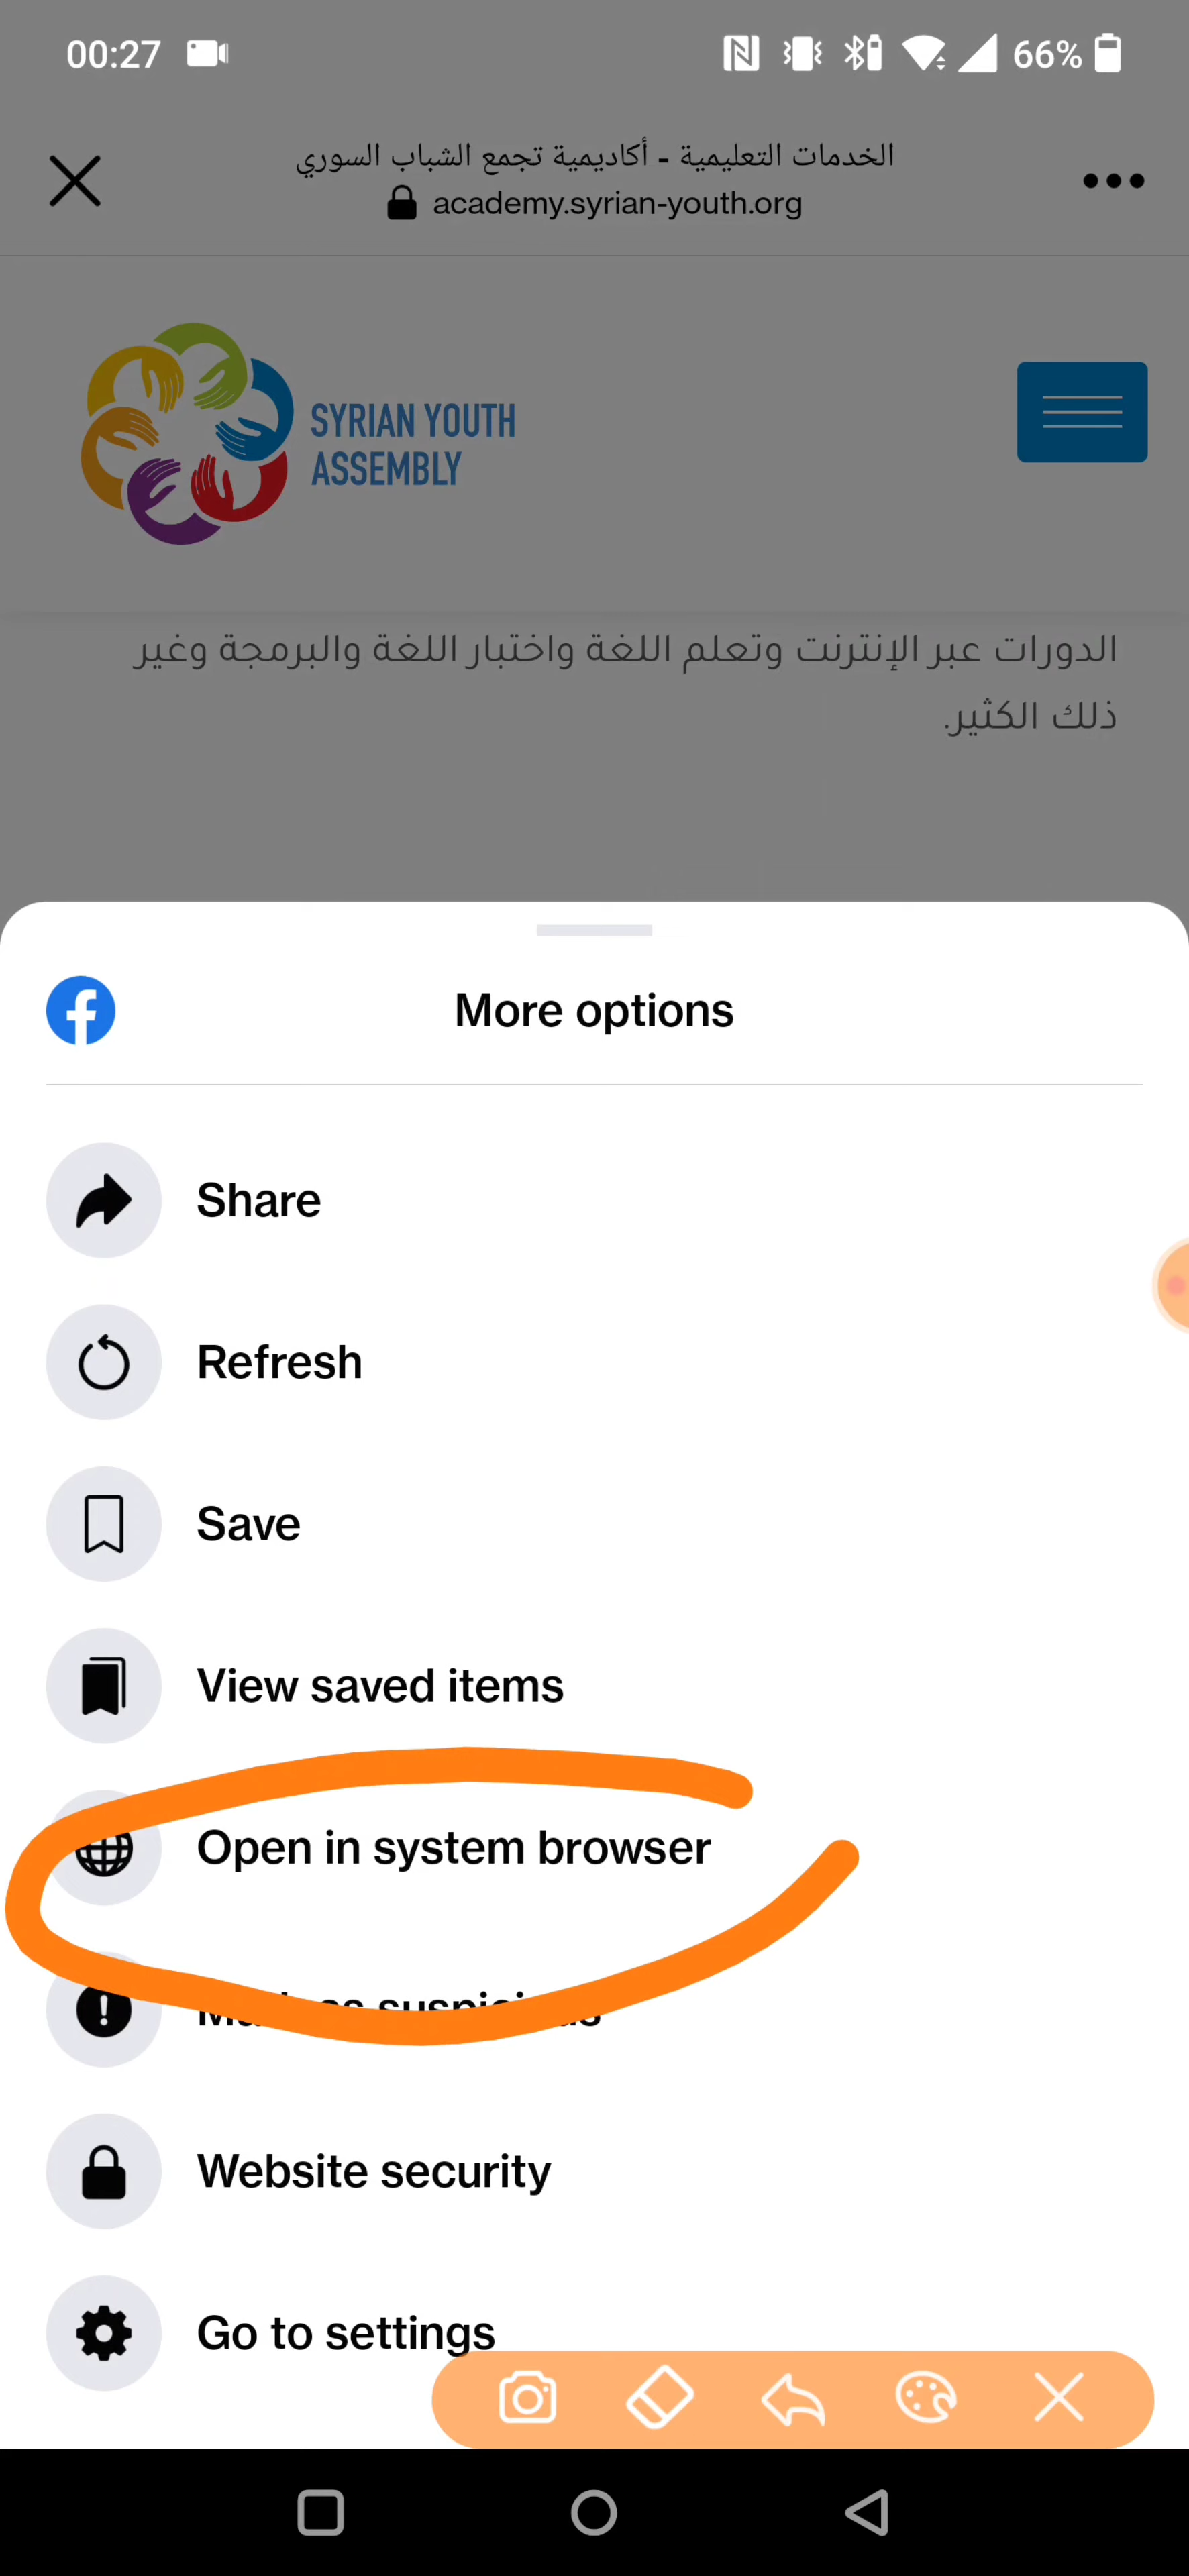 00:27
66%
الخدمات التعليمية - أكاديمية تجمع الشباب السوري
academy.syrian-youth.org
SYRIAN YOUTH
ASSEMBLY
الدورات عبر الإنترنت وتعلم اللغة واختبار اللغة والبرمجة وغير
ذلك الكثير.
More options
Share
Refresh
Save
View saved items
Open in system browser
Website security
Go to settings